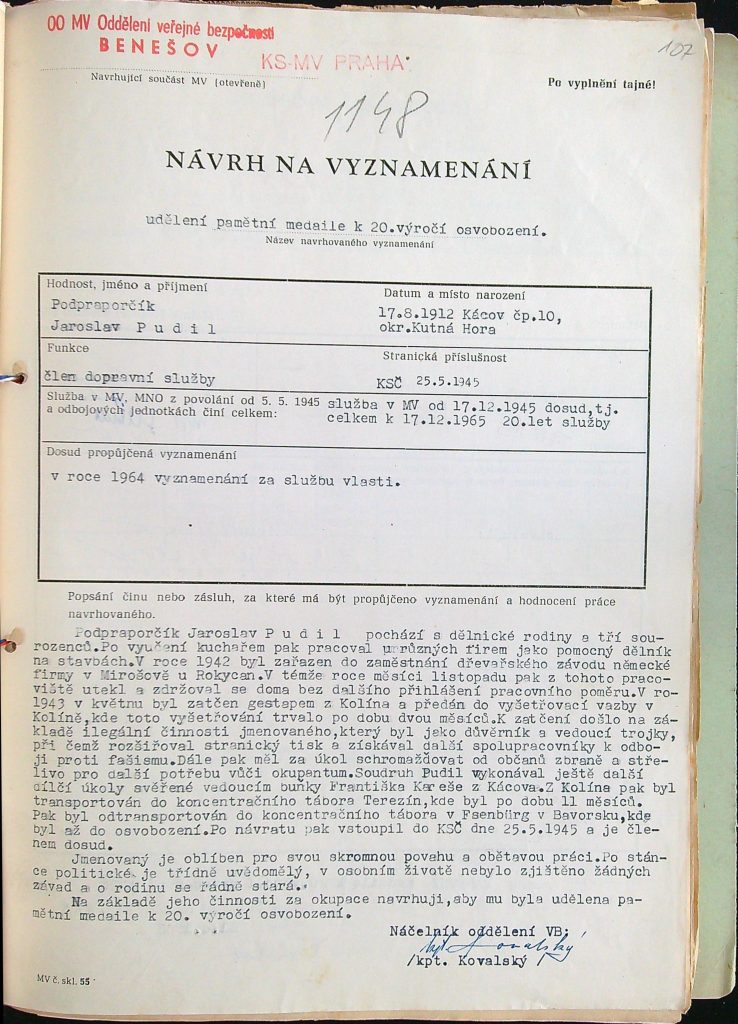 OO MV Oddělení veřejné bezpečnosti
BENEŠOV
KS-MV PRAHA
107
Navrhující součást MV (otevřeně)
Po vyplnění tajné!
1148
NÁVRH NA VYZNAMENÁNÍ
udělení pamětní medaile k 20.výročí osvobození.
Název navrhovaného vyznamenání
Hodnost, jméno a příjmení
Podpraporčík
Jaroslav P u d i l
Datum a místo narození
17.8.1912 Kácov čp.10,
okr.Kutná Hora
Funkce
člen dopravní služby
Stranická příslušnost
KSČ 25.5.1945
Služba v MV, MNO z povolání od 5. 5. 1945
a odbojových jednotkách činí celkem:
služba v MV od 17.12.1945 dosud,tj.
celkem k 17.12.1965 20.let služby
Dosud propůjčená vyznamenání
v roce 1964 vyznamenání za službu vlasti.
Popsání činu nebo zásluh, za které má být propůjčeno vyznamenání a hodnocení práce
navrhovaného.
Podpraporčík Jaroslav P u d i l pochází s dělnické rodiny a tří sou-
rozenců.Po vyučení kuchařem pak pracoval u různých firem jako pomocný dělník
na stavbách.V roce 1942 byl zařazen do zaměstnání dřevařského závodu německé
firmy v Mirošově u Rokycan.V témže roce měsíci listopadu pak z tohoto praco-
viště utekl a zdržoval se doma bez dalšího přihlášení pracovního poměru.V ro-
1943 v květnu byl zatčen gestapem z Kolína a předán do vyšetřovací vazby v
Kolíně,kde toto vyšetřování trvalo po dobu dvou měsíců.K zatčení došlo na zá-
kladě ilegální činnosti jmenovaného,který byl jako důvěrník a vedoucí trojky,
při čemž rozšiřoval stranický tisk a získával další spolupracovníky k odbo-
ji proti fašismu.Dále pak měl za úkol schromažďovat od občanů zbraně a stře-
livo pro další potřebu vůči okupantum.Soudruh Pudil vykonával ještě další
dílčí úkoly svěřené vedoucím buňky Františka Kareše z Kácova.Z Kolína pak byl
transportován do koncentračního tábora Terezín,kde byl po dobu 11 měsíců.
Pak byl odtransportován do koncentračního tábora v Fsenbürg v Bavorsku,kde
byl až do osvobození.Po návratu pak vstoupil do KSČ dne 25.5.1945 a je čle-
nem dosud.
Jmenovaný je oblíben pro svou skromnou povahu a obětavou práci.Po strán-
ce politické je třídně uvědomělý, v osobním životě nebylo zjištěno žádných
závad a o rodinu se řádně stará.
Na základě jeho činnosti za okupace navrhuji,aby mu byla udělena pa-
mětní medaile k 20. výročí osvobození.
Náčelník oddělení VB:
kpt. Kovalský
/kpt. Kovalský /
MV č. skl. 55